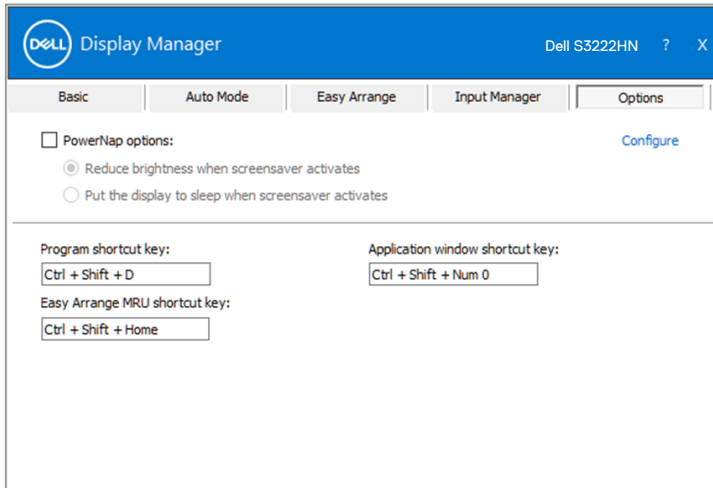 DELL Display Manager Dell S3222HN ? X
Basic Auto Mode Easy Arrange Input Manager Options
PowerNap options: Configure
Reduce brightness when screensaver activates
Put the display to sleep when screensaver activates
Program shortcut key: Application window shortcut key:
Ctrl + Shift + D Ctrl + Shift + Num 0
Easy Arrange MRU shortcut key:
Ctrl + Shift + Home